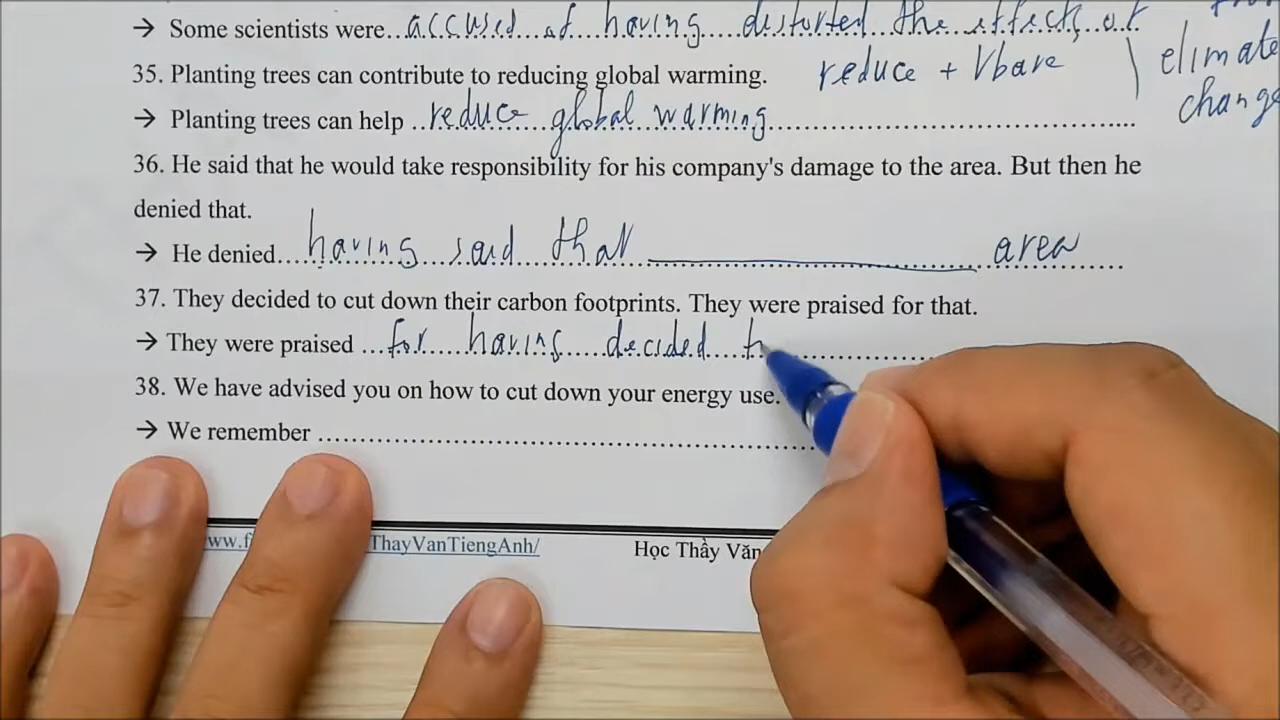 → Some scientists were...accused of having distorted the effects of
35. Planting trees can contribute to reducing global warming. reduce + Vbare
climate
→ Planting trees can help ..reduce global warming
change
36. He said that he would take responsibility for his company's damage to the area. But then he
denied that.
→ He denied...having said that area
37. They decided to cut down their carbon footprints. They were praised for that.
→ They were praised ...for having decided t
38. We have advised you on how to cut down your energy use.
→ We remember
ThayVanTiengAnh/ Học Thầy Văn